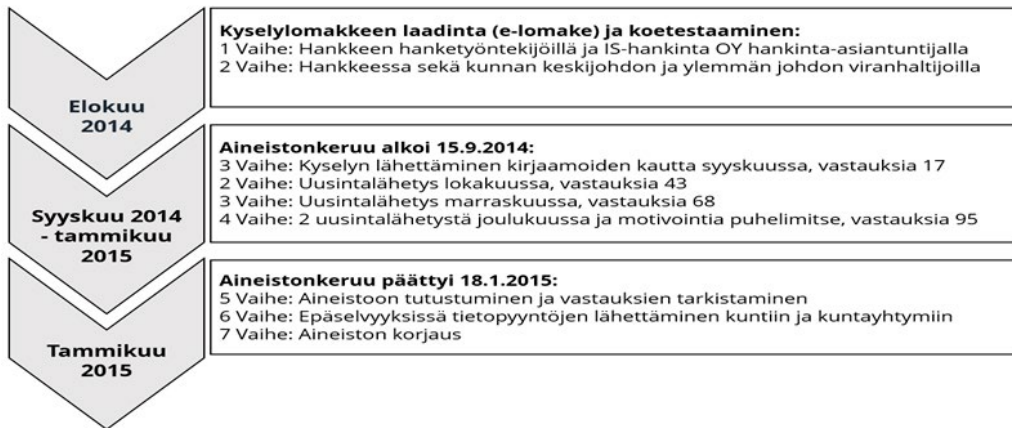 Kyselylomakkeen laadinta (e-lomake) ja koetestaaminen:
1 Vaihe: Hankkeen hanketyöntekijöillä ja IS-hankinta OY hankinta-asiantuntijalla
2 Vaihe: Hankkeessa sekä kunnan keskijohdon ja ylemmän johdon viranhaltijoilla
Elokuu
2014
Aineistonkeruu alkoi 15.9.2014:
3 Vaihe: Kyselyn lähettäminen kirjaamoiden kautta syyskuussa, vastauksia 17
2 Vaihe: Uusintalähetys lokakuussa, vastauksia 43
3 Vaihe: Uusintalähetys marraskuussa, vastauksia 68
4 Vaihe: 2 uusintalähetystä joulukuussa ja motivointia puhelimitse, vastauksia 95
Syyskuu 2014
- tammikuu
2015
Aineistonkeruu päättyi 18.1.2015:
5 Vaihe: Aineistoon tutustuminen ja vastauksien tarkistaminen
6 Vaihe: Epäselvyyksissä tietopyyntöjen lähettäminen kuntiin ja kuntayhtymiin
7 Vaihe: Aineiston korjaus
Tammikuu
2015